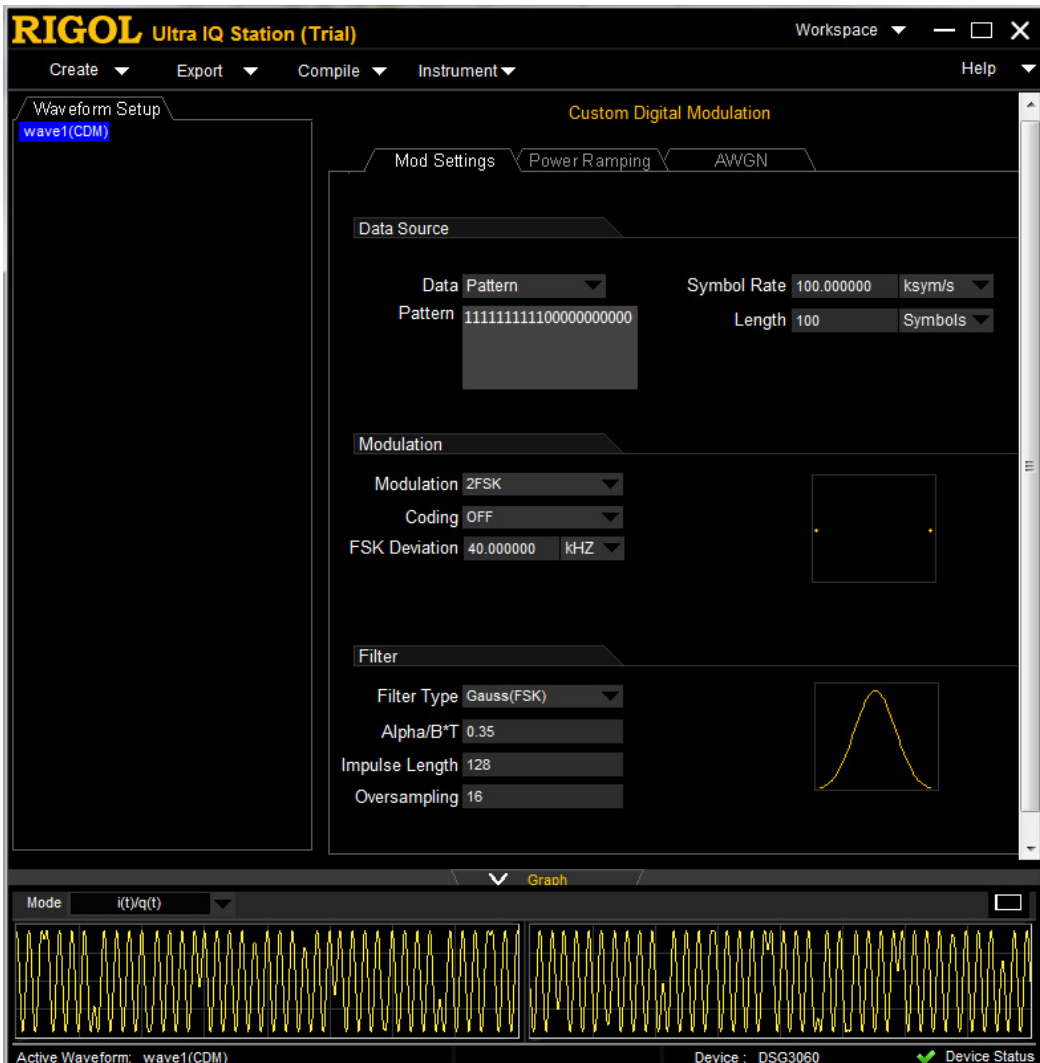 RIGOL Ultra IQ Station (Trial) Workspace
Create Export Compile Instrument Help
Waveform Setup
wave1(CDM)
Custom Digital Modulation
Mod Settings Power Ramping AWGN
Data Source
Data Pattern Symbol Rate 100.000000 ksym/s
Pattern 11111111110000000000 Length 100 Symbols
Modulation
Modulation 2FSK
Coding OFF
FSK Deviation 40.000000 kHZ
Filter
Filter Type Gauss(FSK)
Alpha/B*T 0.35
Impulse Length 128
Oversampling 16
Graph
Mode i(t)/q(t)
Active Waveform: wave1(CDM) Device : DSG3060 Device Status